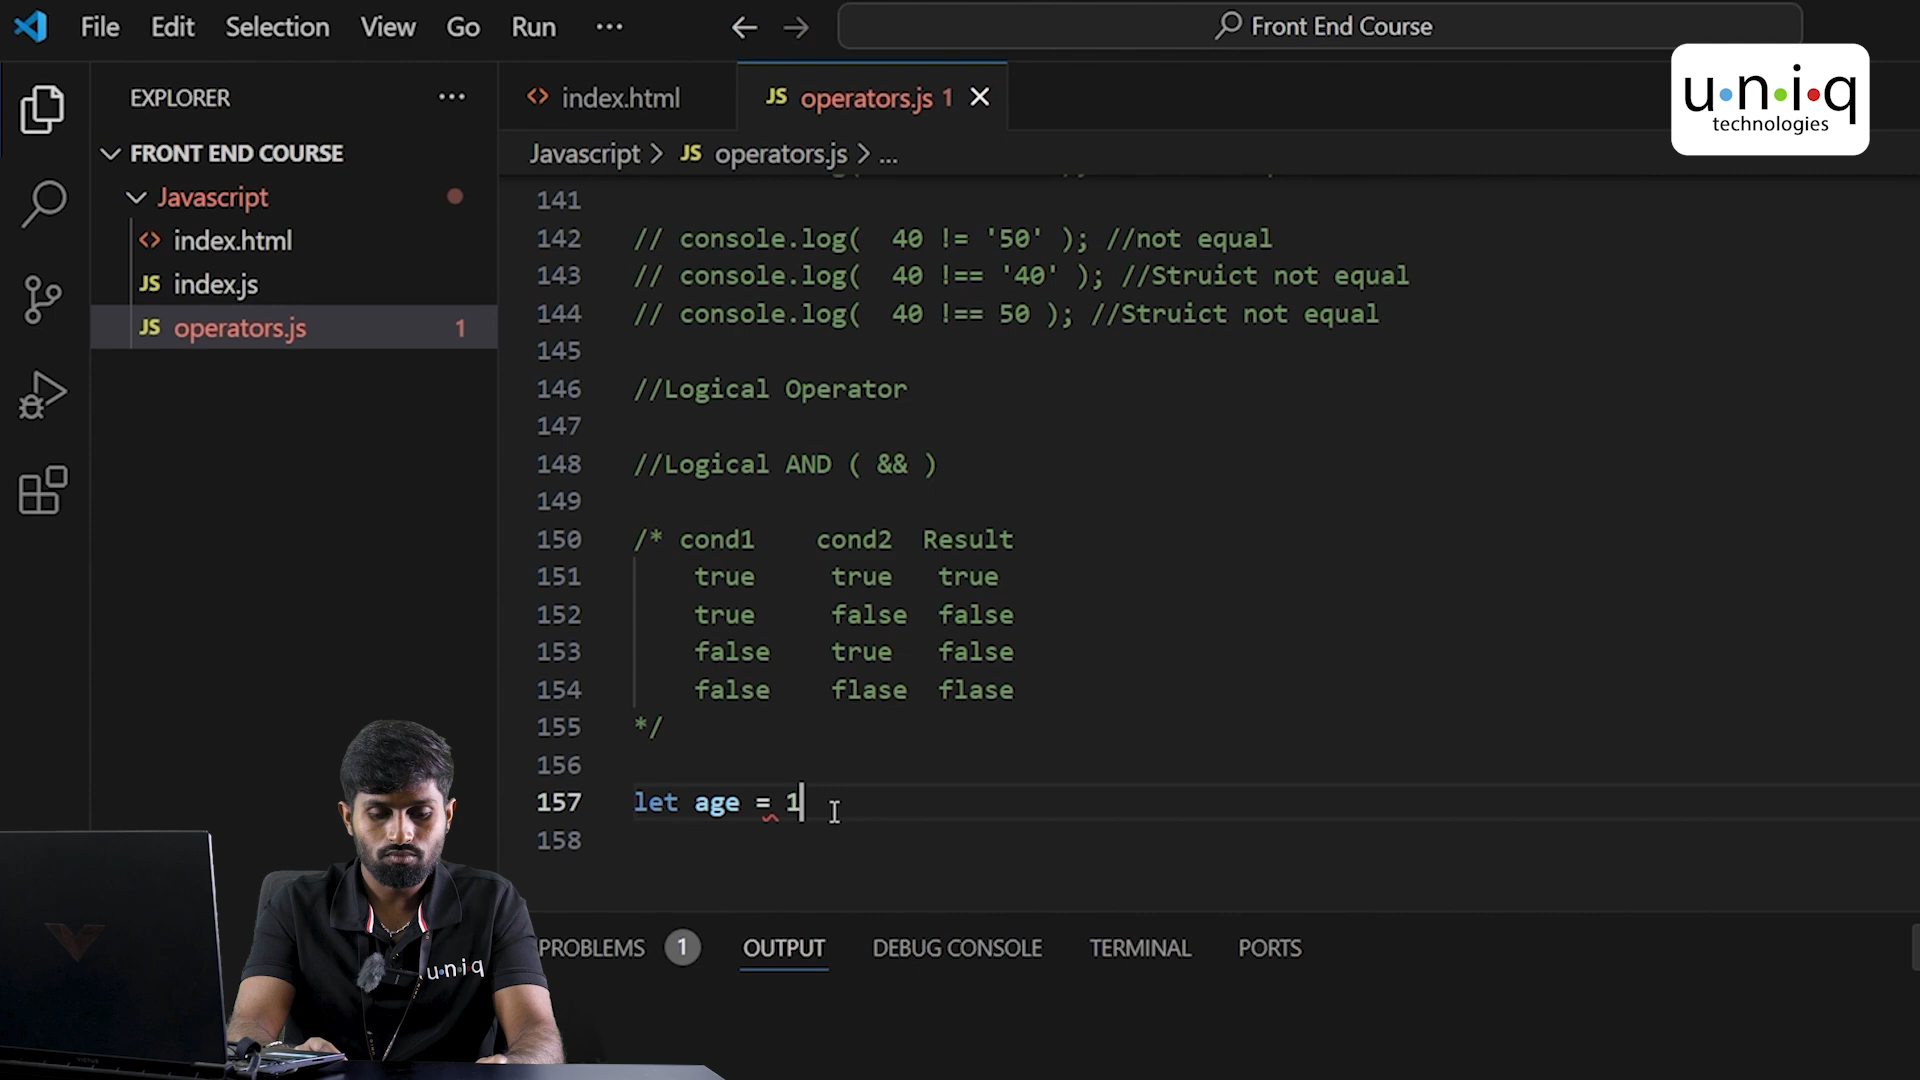 File Edit Selection View Go Run ···
Front End Course
u·n·i·q
technologies
EXPLORER ···
FRONT END COURSE
Javascript
index.html
JS index.js
JS operators.js 1
index.html
JS operators.js 1
Javascript > JS operators.js > ...
141
142 // console.log(  40 != '50' ); //not equal
143 // console.log(  40 !== '40' ); //Struict not equal
144 // console.log(  40 !== 50 ); //Struict not equal
145
146 //Logical Operator
147
148 //Logical AND ( && )
149
150 /* cond1    cond2  Result
151     true     true   true
152     true     false  false
153     false    true   false
154     false    flase  flase
155 */
156
157 let age = 1
158
PROBLEMS 1 OUTPUT DEBUG CONSOLE TERMINAL PORTS
u·n·i·q